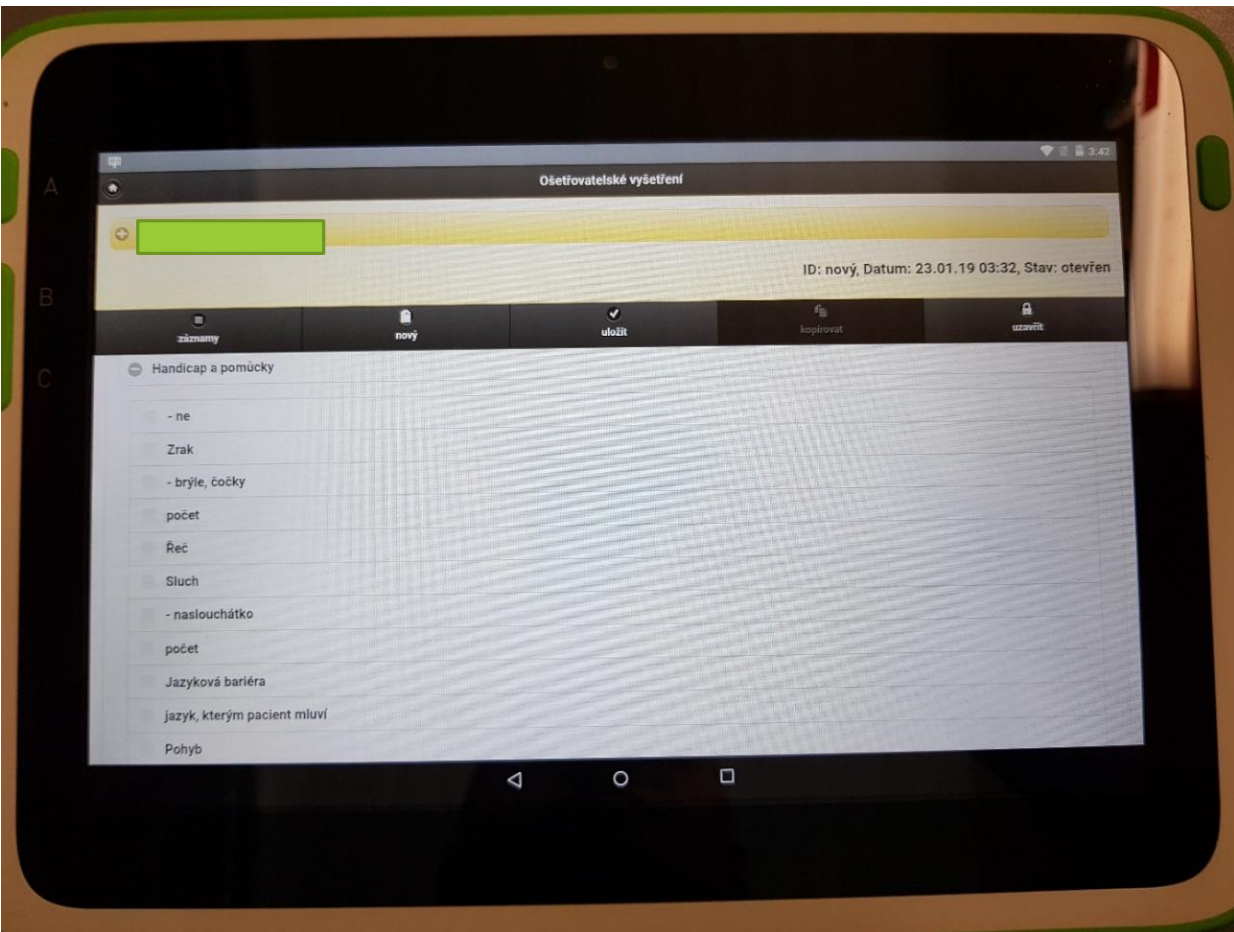 3:42
Ošetřovatelské vyšetření
ID: nový, Datum: 23.01.19 03:32, Stav: otevřen
záznamy nový uložit kopírovat uzavřít
Handicap a pomůcky
- ne
Zrak
- brýle, čočky
počet
Řeč
Sluch
- naslouchátko
počet
Jazyková bariéra
jazyk, kterým pacient mluví
Pohyb
A
B
C